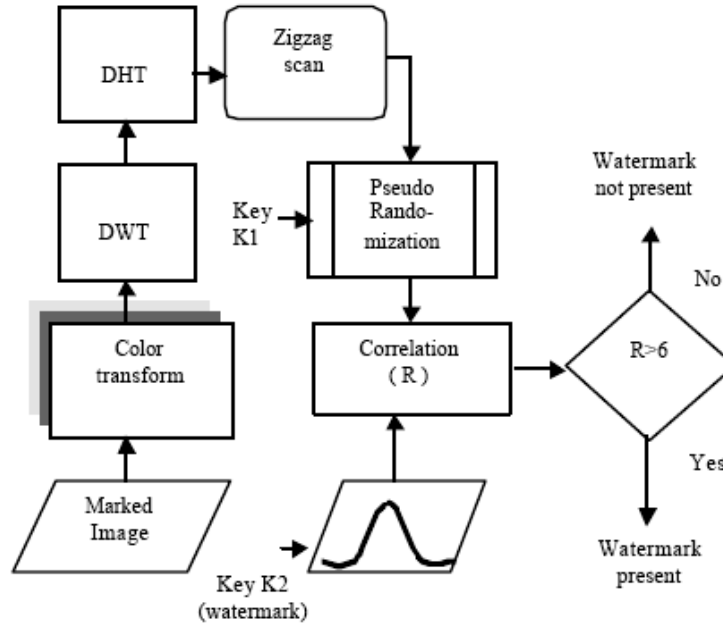 DHT
Zigzag
scan
DWT
Key
K1
Pseudo
Rando-
mization
Watermark
not present
No
Color
transform
Correlation
( R )
R>6
Yes
Marked
Image
Key K2
(watermark)
Watermark
present